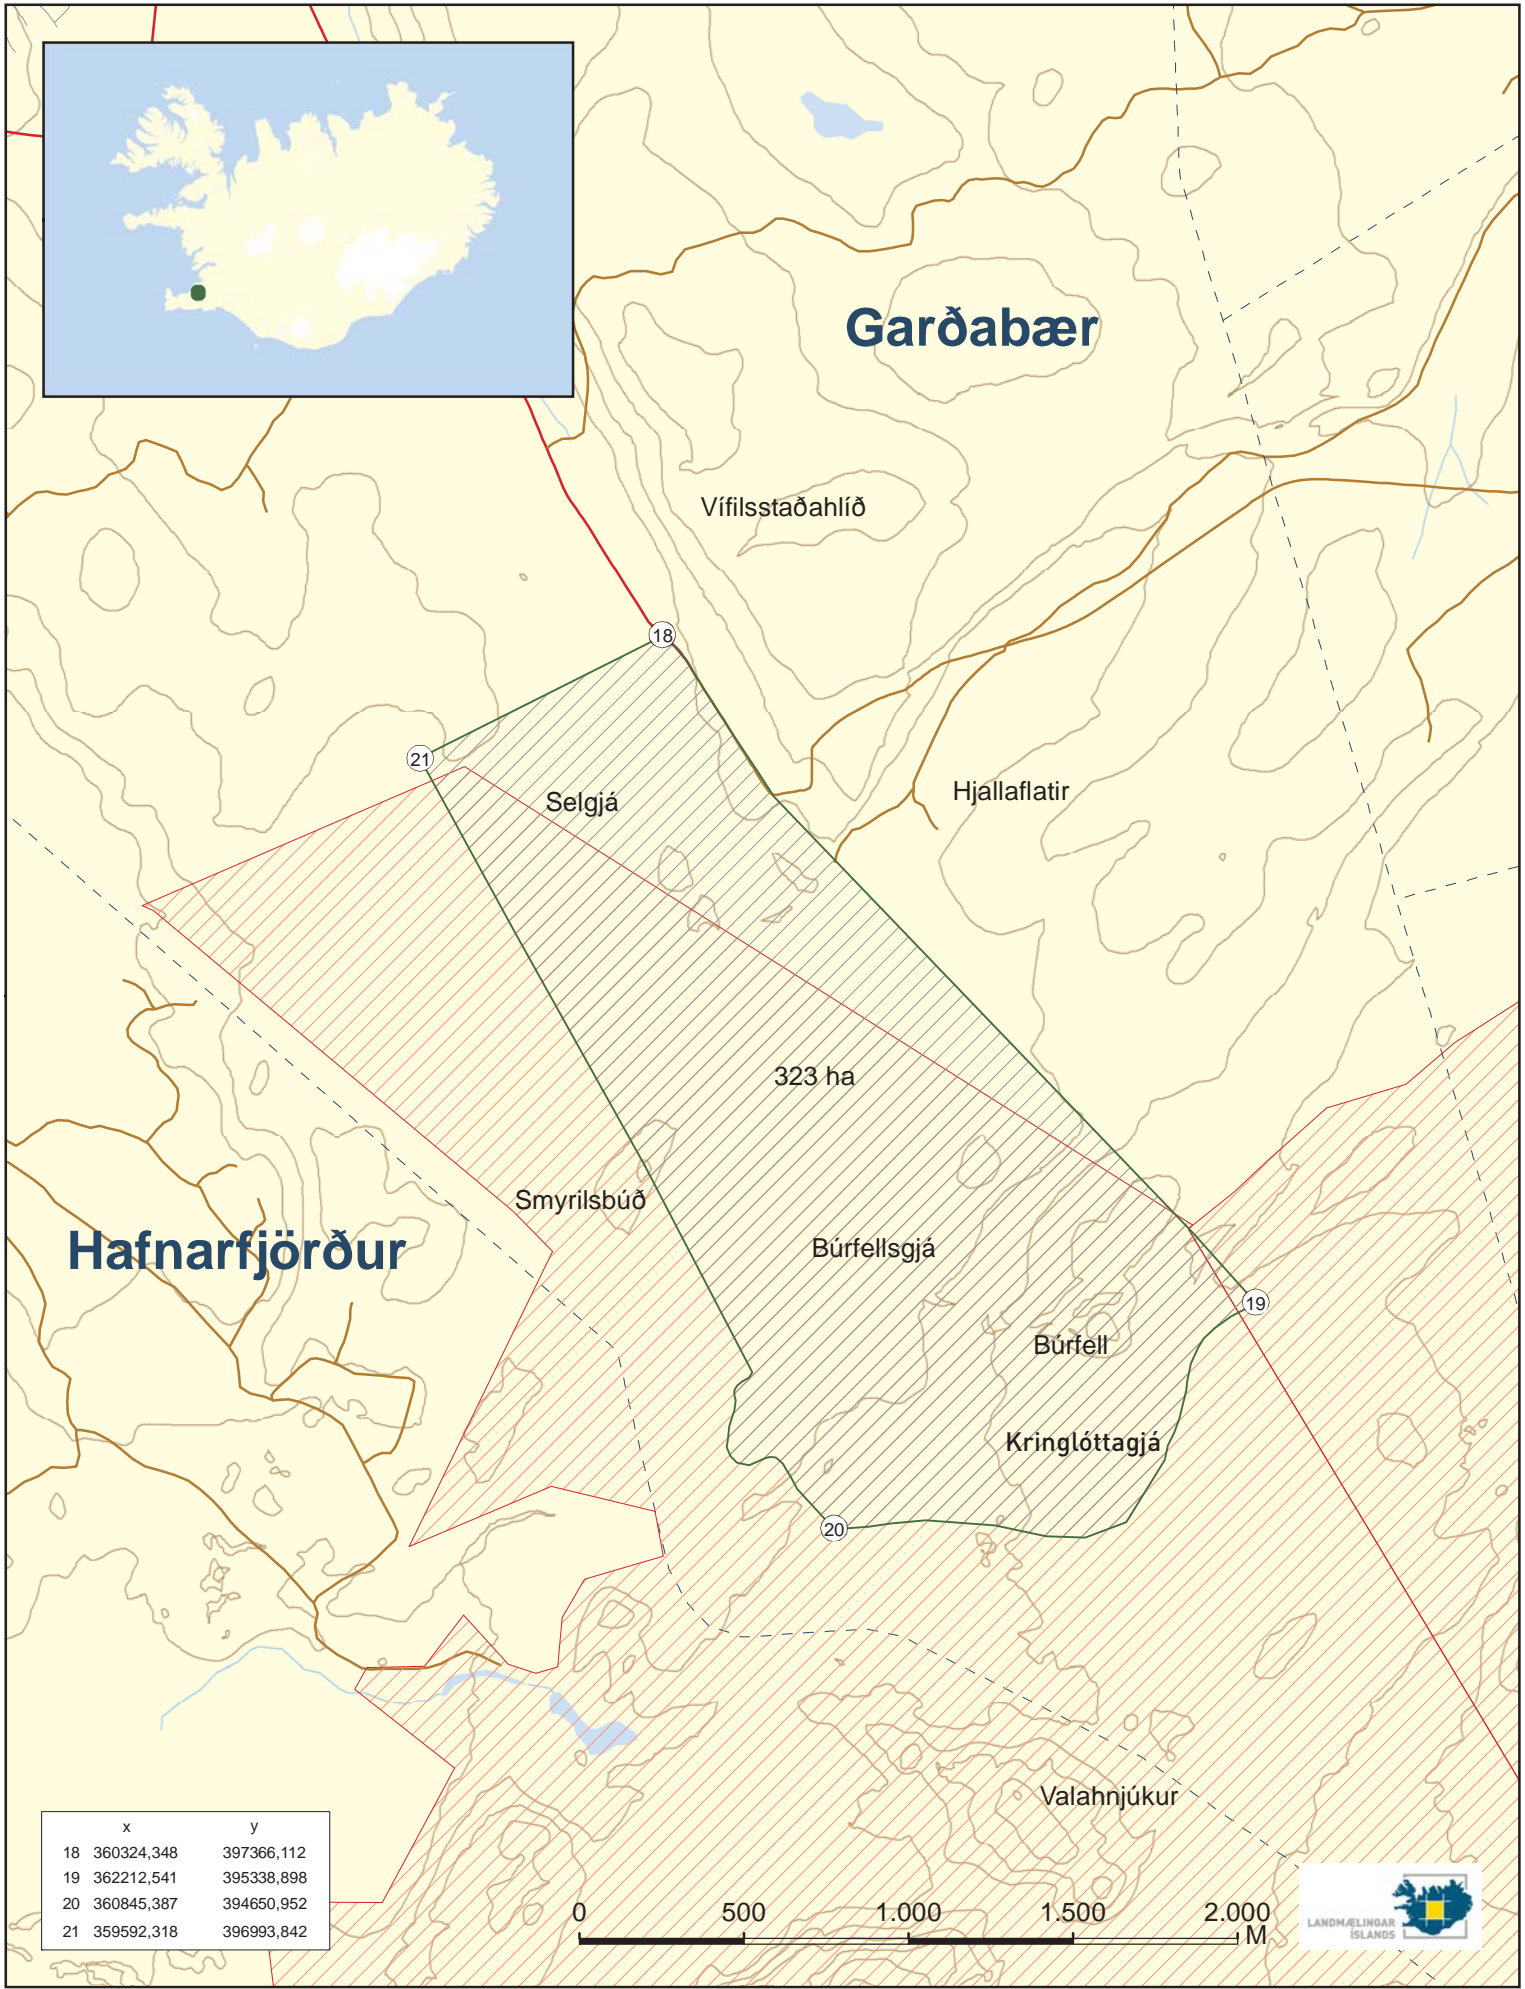 Garðabær
Vífilsstaðahlíð
18
21
Selgjá
Hjallaflatir
323 ha
Smyrilsbúð
Hafnarfjörður
Búrfellsgjá
19
Búrfell
Kringlóttagjá
20
Valahnjúkur
x y
18 360324,348 397366,112
19 362212,541 395338,898
20 360845,387 394650,952
21 359592,318 396993,842
0 500 1.000 1.500 2.000
M
LANDMÆLINGAR
ÍSLANDS